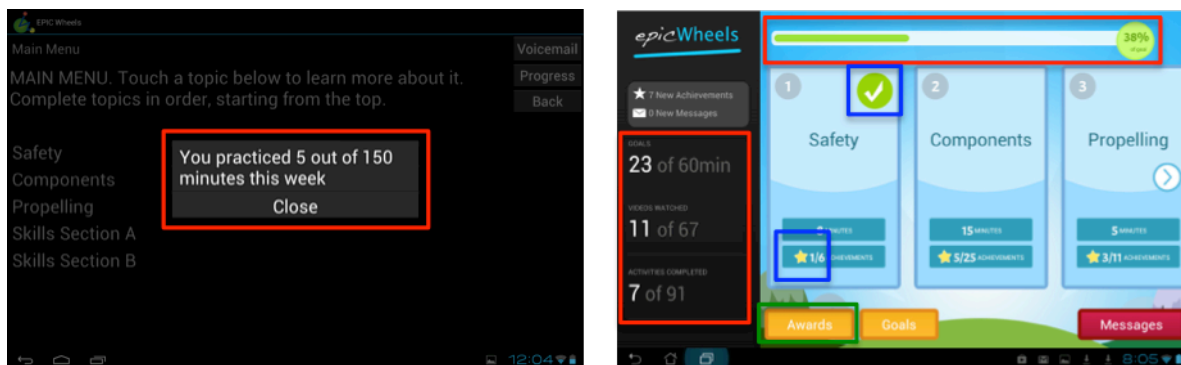 EPIC Wheels
Main Menu
Voicemail
MAIN MENU. Touch a topic below to learn more about it.
Complete topics in order, starting from the top.
Progress
Back
Safety
Components
Propelling
Skills Section A
Skills Section B
You practiced 5 out of 150
minutes this week
Close
12:04
epicWheels
38%
7 New Achievements
0 New Messages
GOALS
23 of 60min
VIDEOS WATCHED
11 of 67
ACTIVITIES COMPLETED
7 of 91
1
Safety
MINUTES
1/6 ACHIEVEMENTS
2
Components
15 MINUTES
5/25 ACHIEVEMENTS
3
Propelling
5 MINUTES
3/11 ACHIEVEMENTS
Awards
Goals
Messages
8:05